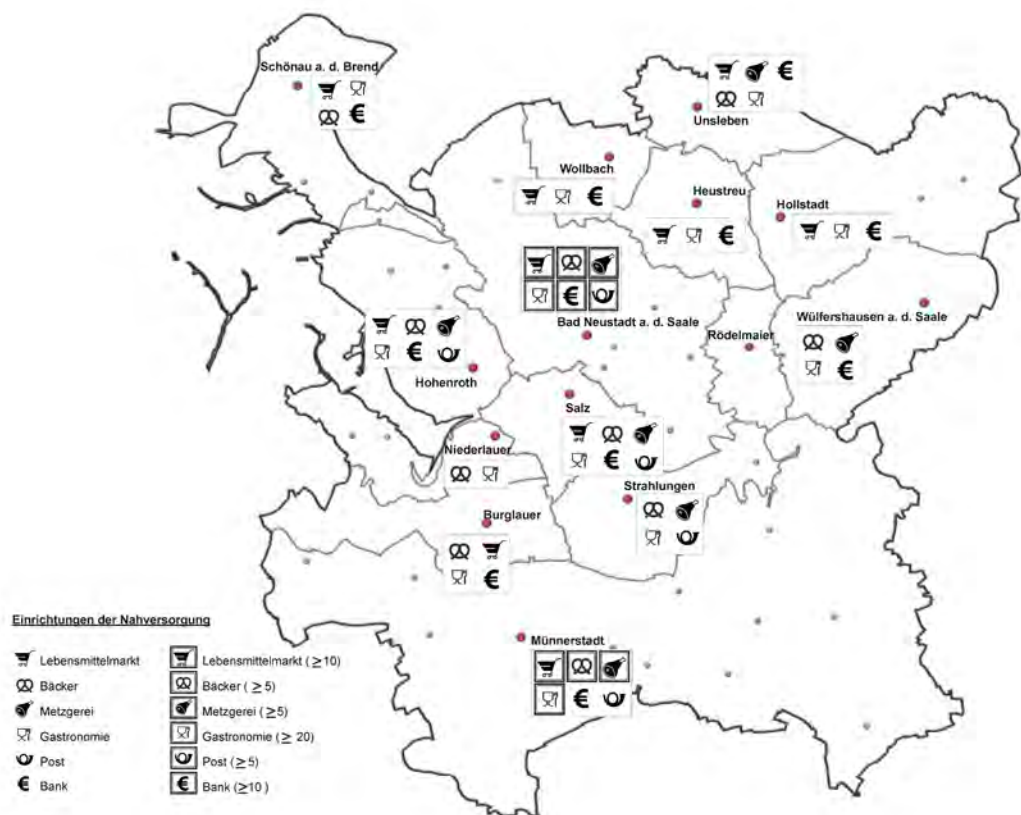 Schönau a. d. Brend
Unsleben
Wollbach
Heustreu
Hollstadt
Bad Neustadt a. d. Saale
Rödelmaier
Wülfershausen a. d. Saale
Hohenroth
Salz
Niederlauer
Strahlungen
Burglauer
Münnerstadt
Einrichtungen der Nahversorgung
Lebensmittelmarkt
Bäcker
Metzgerei
Gastronomie
Post
€ Bank
Lebensmittelmarkt (≥10)
Bäcker (≥5)
Metzgerei (≥5)
Gastronomie (≥ 20)
Post (≥5)
€ Bank (≥10 )